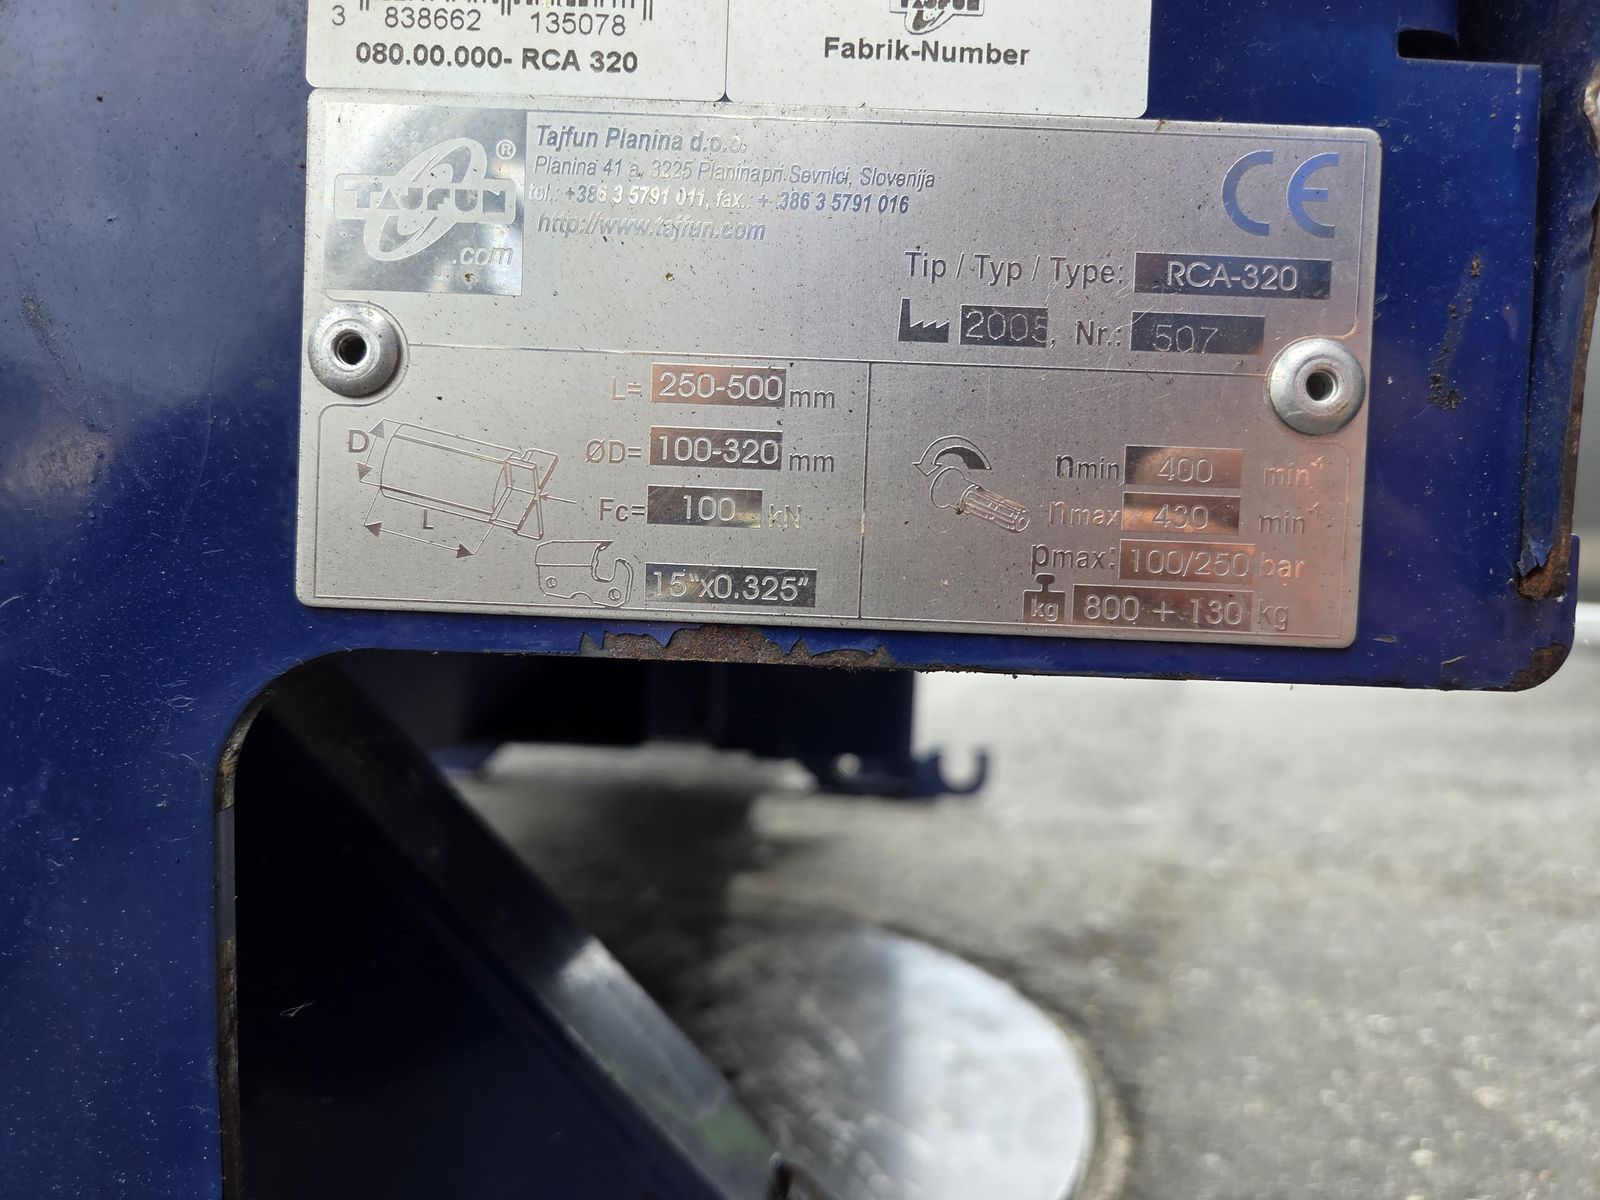 3 838662 135078
080.00.000- RCA 320
Fabrik-Number
TAJFUN®
.com
Tajfun Planina d.o.o.
Planina 41 a, 3225 Planina pri Sevnici, Slovenija
tel.: +386 3 5791 011, fax.: + 386 3 5791 016
http://www.tajfun.com
CE
Tip / Typ / Type: RCA-320
2005, Nr.: 507
L= 250-500 mm
ØD= 100-320 mm
Fc= 100 kN
15"x0.325"
D
L
nmin 400 min⁻¹
nmax 430 min⁻¹
pmax: 100/250 bar
kg 800 + 130 kg